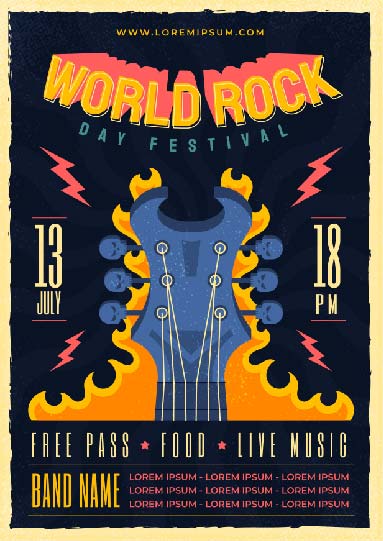 WWW.LOREMIPSUM.COM
WORLD ROCK
DAY FESTIVAL
13
JULY
18
PM
FREE PASS ★ FOOD ★ LIVE MUSIC
BAND NAME
LOREM IPSUM - LOREM IPSUM - LOREM IPSUM
LOREM IPSUM - LOREM IPSUM - LOREM IPSUM
LOREM IPSUM - LOREM IPSUM - LOREM IPSUM